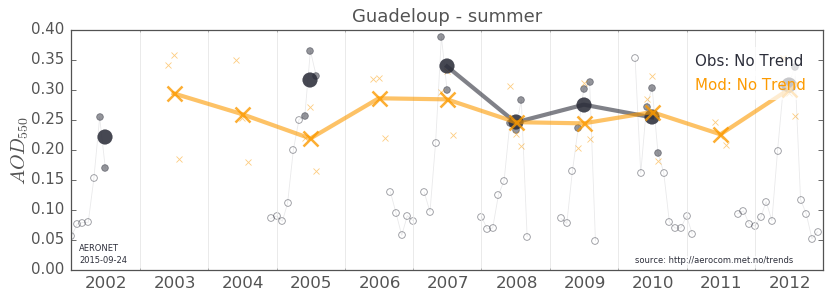 Guadeloup - summer
0.40
0.35
0.30
0.25
0.20
0.15
0.10
0.05
0.00
AOD550
Obs: No Trend
Mod: No Trend
AERONET
2015-09-24
source: http://aerocom.met.no/trends
2002 2003 2004 2005 2006 2007 2008 2009 2010 2011 2012